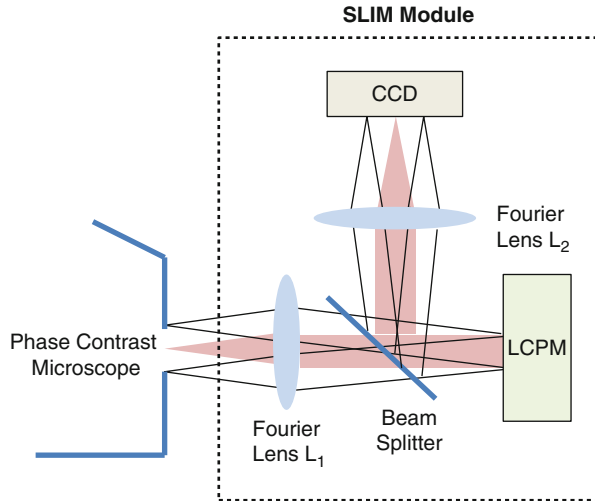 SLIM Module
CCD
Fourier
Lens L₂
LCPM
Phase Contrast
Microscope
Beam
Splitter
Fourier
Lens L₁